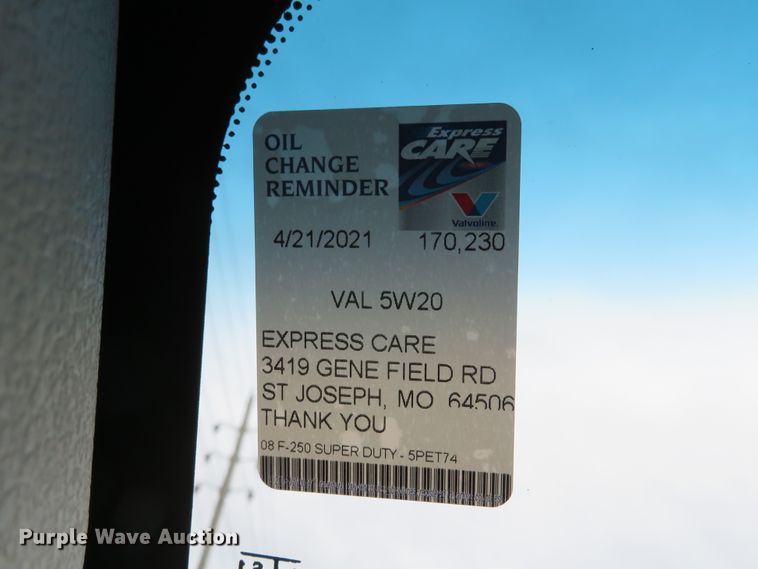 OIL
CHANGE
REMINDER
Express
CARE
Valvoline.
4/21/2021 170,230
VAL 5W20
EXPRESS CARE
3419 GENE FIELD RD
ST JOSEPH, MO 64506
THANK YOU
08 F-250 SUPER DUTY - 5PET74
Purple Wave Auction®